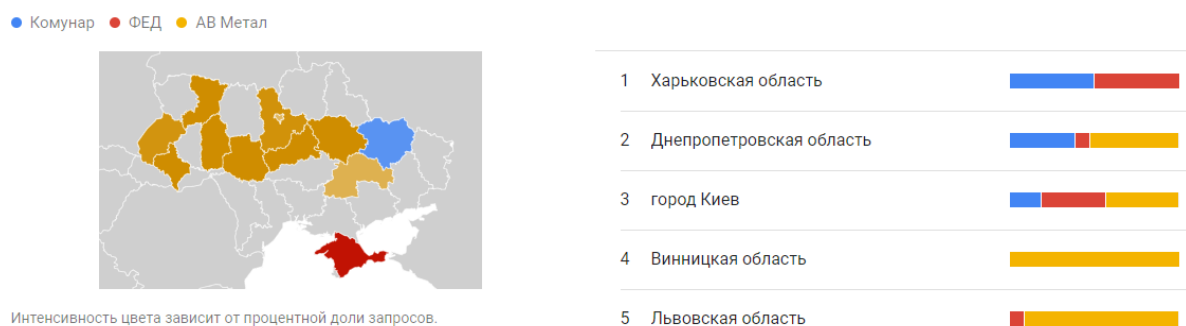 Комунар ФЕД АВ Метал
1 Харьковская область
2 Днепропетровская область
3 город Киев
4 Винницкая область
5 Львовская область
Интенсивность цвета зависит от процентной доли запросов.